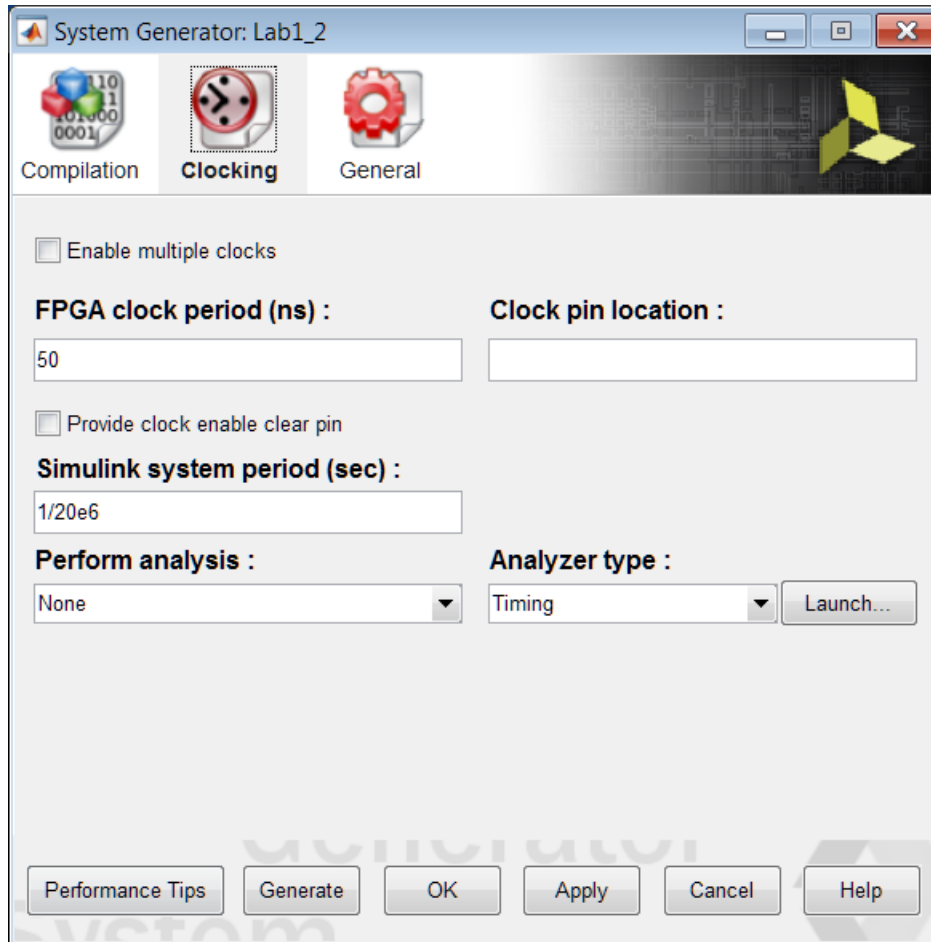 System Generator: Lab1_2
Compilation Clocking General
Enable multiple clocks
FPGA clock period (ns) : Clock pin location :
50
Provide clock enable clear pin
Simulink system period (sec) :
1/20e6
Perform analysis : Analyzer type :
None Timing Launch...
Generator
Performance Tips Generate OK Apply Cancel Help
System